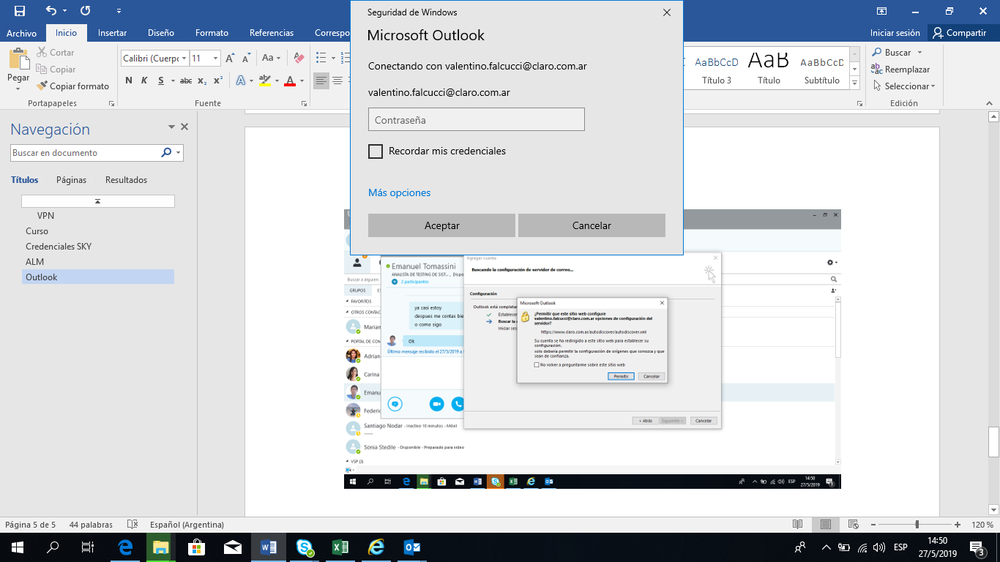 Archivo Inicio Insertar Diseño Formato Referencias Correspo
Iniciar sesión Compartir
Pegar
Cortar
Copiar
Copiar formato
Portapapeles
Calibri (Cuerpo 11
Aa
N K S abc x₂ x²
A A
Fuente
AaBbCcD AaB AaBbCcD
Título 3 Título Subtítulo
Buscar
Reemplazar
Seleccionar
Edición
Seguridad de Windows
Microsoft Outlook
Conectando con valentino.falcucci@claro.com.ar
valentino.falcucci@claro.com.ar
Contraseña
Recordar mis credenciales
Más opciones
Aceptar Cancelar
Navegación
Buscar en documento
Títulos Páginas Resultados
VPN
Curso
Credenciales SKY
ALM
Outlook
Buscar a alguien
GRUPOS
FAVORITOS
OTROS CONTAC
Marian
PORTAL DE CON
Adrian
Carina
Emanu
Federic
Santiago Nodar - Inactivo 10 minutos - Móvil
Sonia Stedile - Disponible - Preparado para video
VSP (3)
Emanuel Tomassini
ANALISTA DE TESTING DE SIST... , Dispo
2 participantes
ya casi estoy
despues me contas bie
o como sigo
Ok
Último mensaje recibido el 27/5/2019 a
Agregar cuenta
Buscando la configuración de servidor de correo...
Configuración
Outlook está completa
Establece
Buscar la
Iniciar ses
Microsoft Outlook
¿Permitir que este sitio web configure
valentino.falcucci@claro.com.ar opciones de configuración del
servidor?
https://www.claro.com.ar/autodiscover/autodiscover.xml
Su cuenta se ha redirigido a este sitio web para establecer su
configuración.
solo debería permitir la configuración de orígenes que conozca y que
sean de confianza.
No volver a preguntarme sobre este sitio web
Permitir Cancelar
< Atrás Siguiente > Cancelar
ESP 14:50
27/5/2019
Página 5 de 5 44 palabras Español (Argentina) 120 %
ESP 14:50
27/5/2019
3